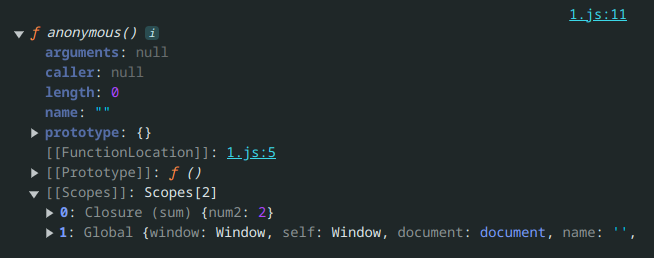 1.js:11
▼ ƒ anonymous() i
arguments: null
caller: null
length: 0
name: ""
▶ prototype: {}
[[FunctionLocation]]: 1.js:5
▶ [[Prototype]]: ƒ ()
▼ [[Scopes]]: Scopes[2]
▶ 0: Closure (sum) {num2: 2}
▶ 1: Global {window: Window, self: Window, document: document, name: '',